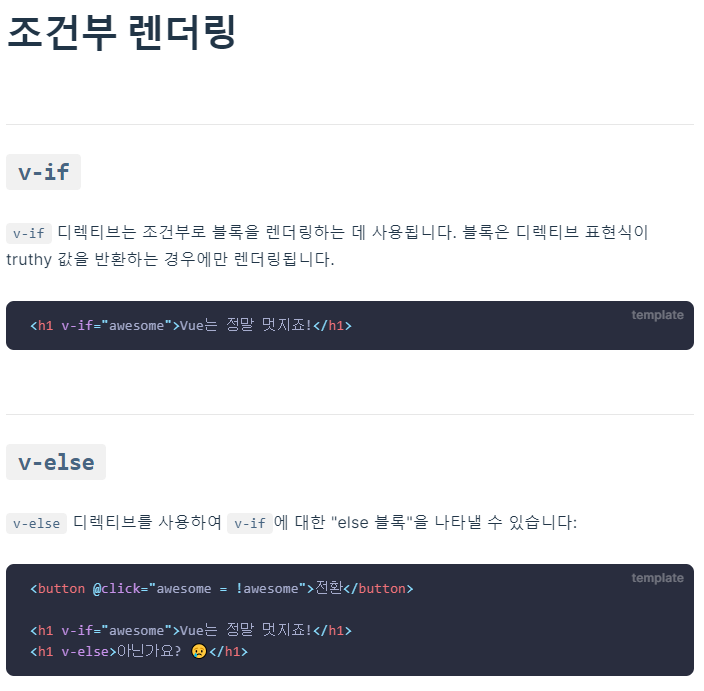 조건부 렌더링
v-if
v-if 디렉티브는 조건부로 블록을 렌더링하는 데 사용됩니다. 블록은 디렉티브 표현식이
truthy 값을 반환하는 경우에만 렌더링됩니다.
template
<h1 v-if="awesome">Vue는 정말 멋지죠!</h1>
v-else
v-else 디렉티브를 사용하여 v-if에 대한 "else 블록"을 나타낼 수 있습니다:
template
<button @click="awesome = !awesome">전환</button>
<h1 v-if="awesome">Vue는 정말 멋지죠!</h1>
<h1 v-else>아닌가요? 😢</h1>